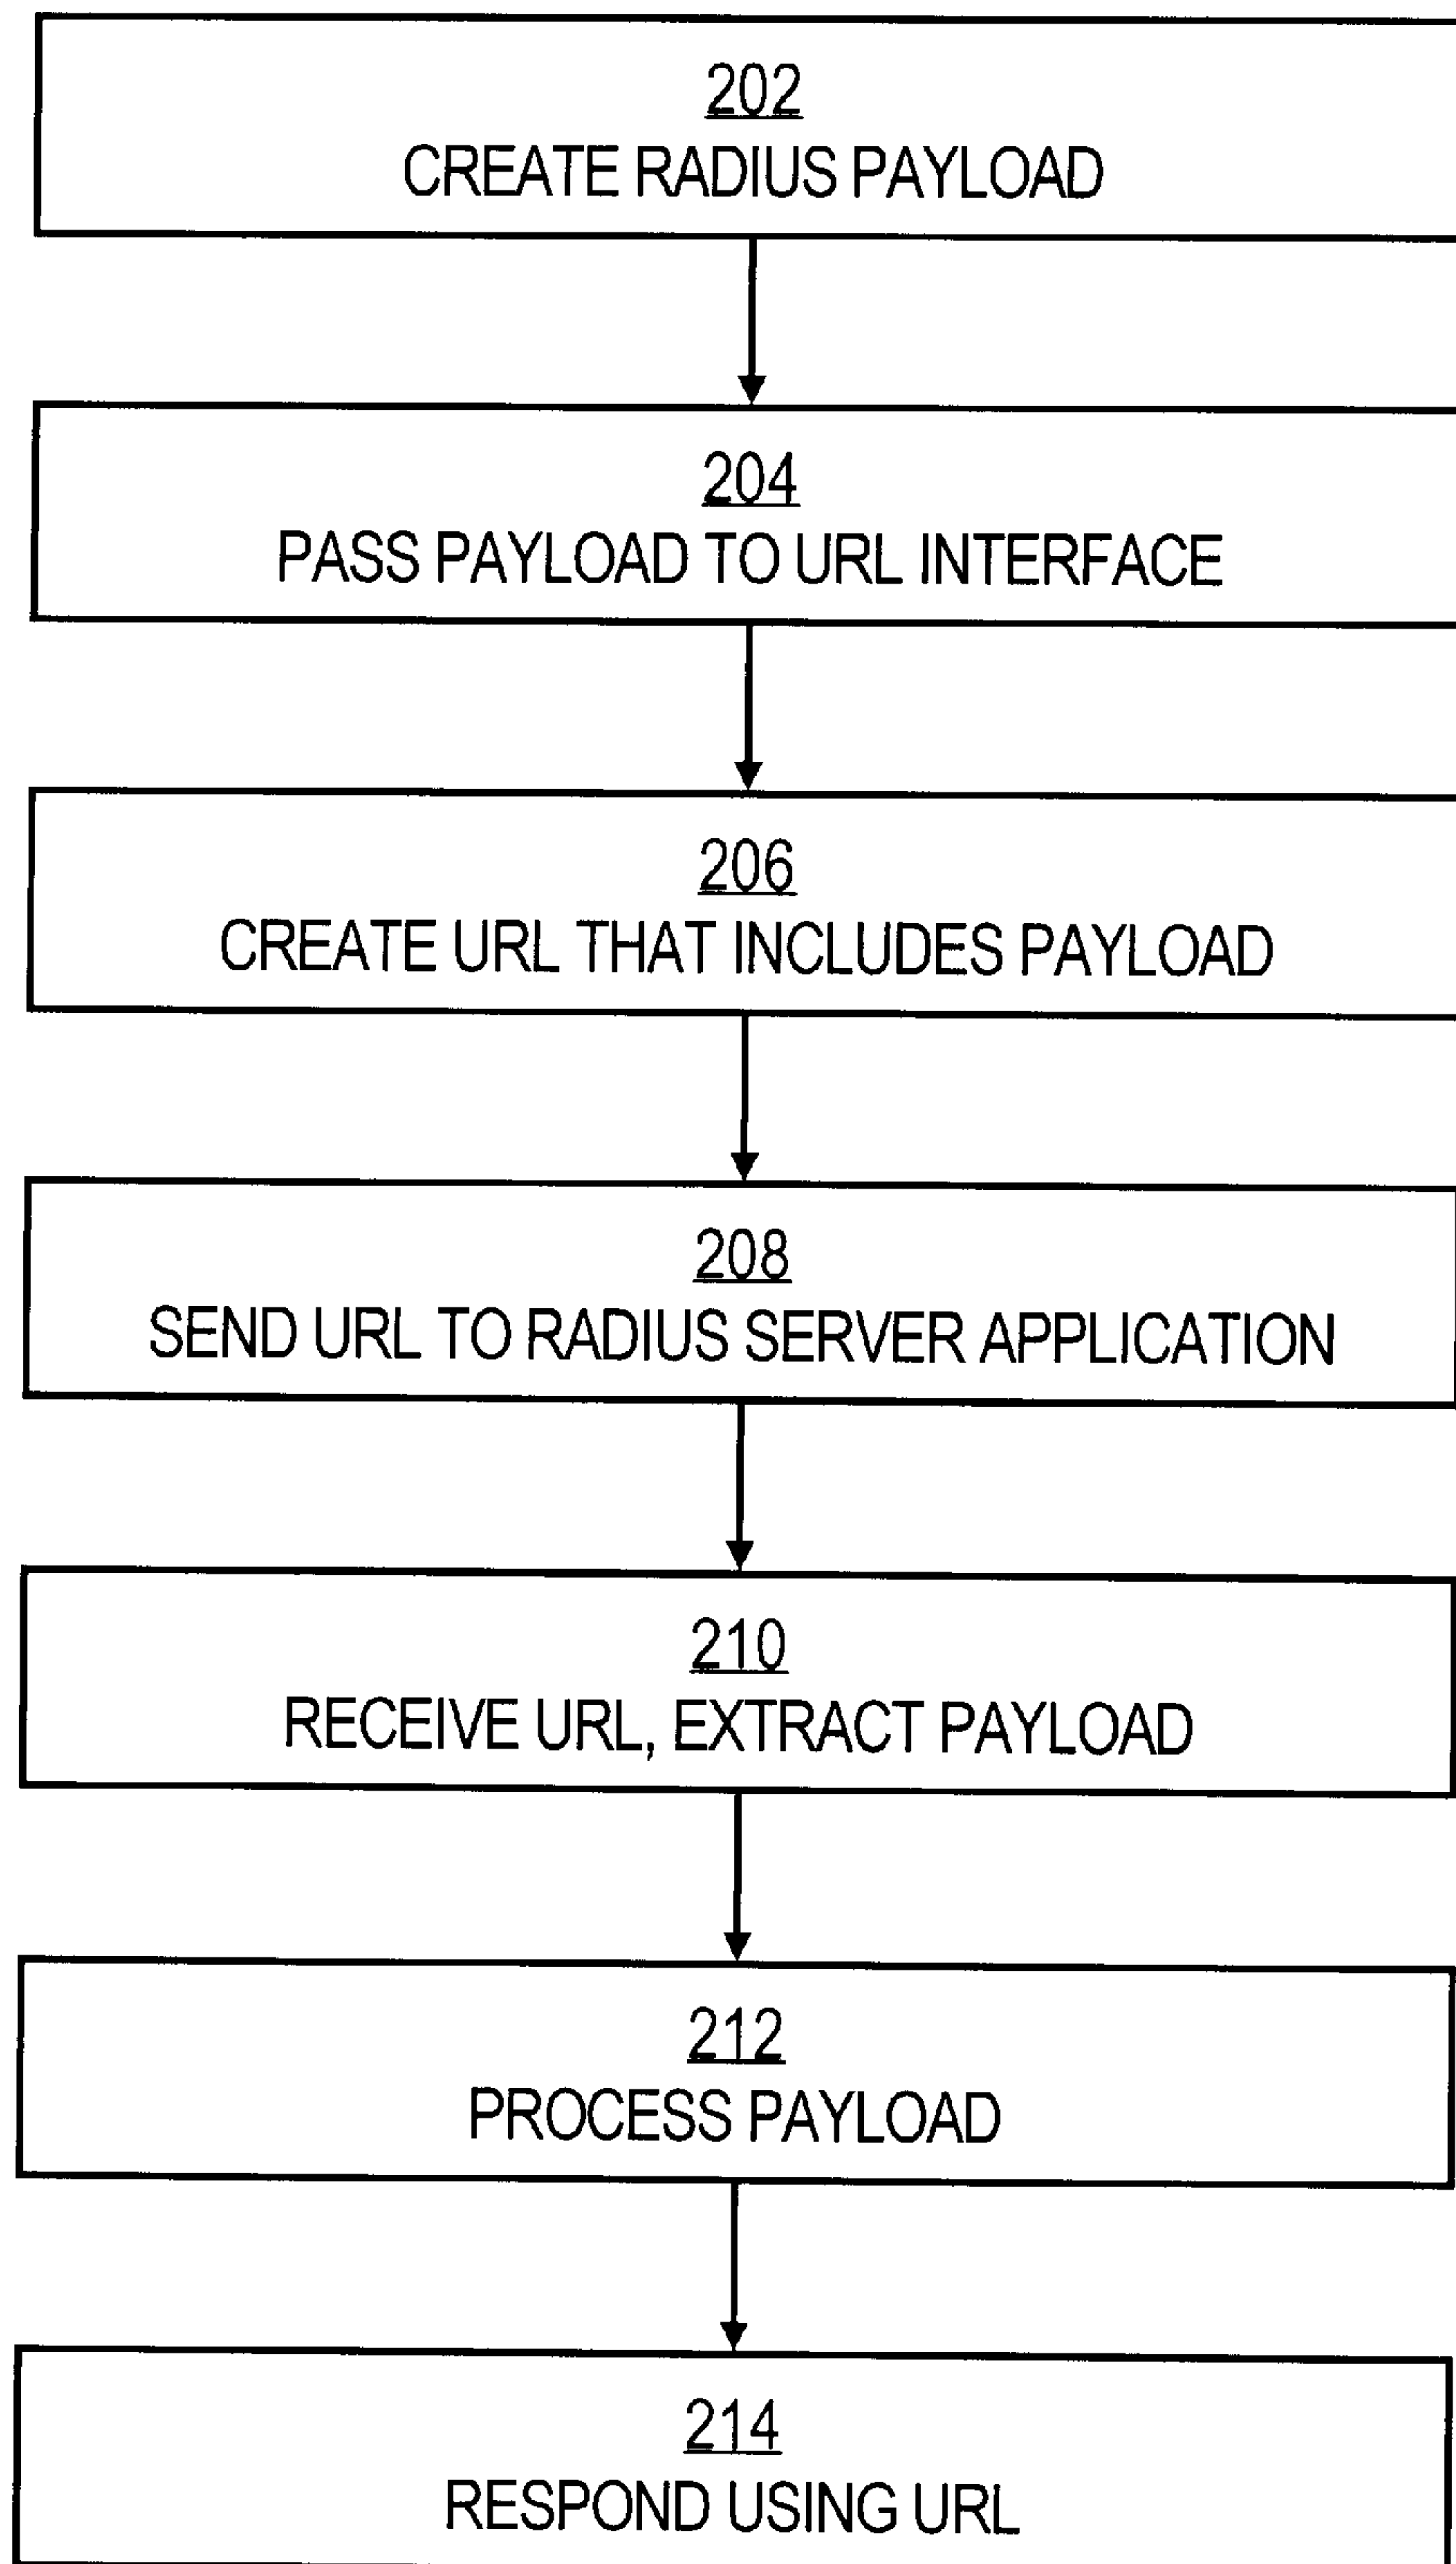 202
CREATE RADIUS PAYLOAD
204
PASS PAYLOAD TO URL INTERFACE
206
CREATE URL THAT INCLUDES PAYLOAD
208
SEND URL TO RADIUS SERVER APPLICATION
210
RECEIVE URL, EXTRACT PAYLOAD
212
PROCESS PAYLOAD
214
RESPOND USING URL